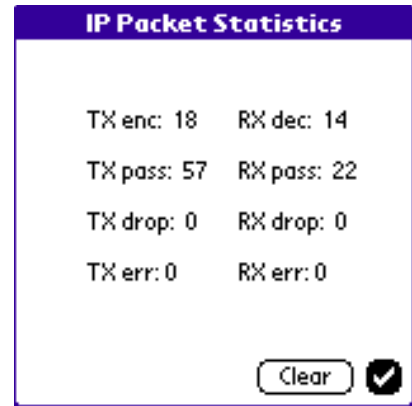 IP Packet Statistics
TX enc: 18 RX dec: 14
TX pass: 57 RX pass: 22
TX drop: 0 RX drop: 0
TX err: 0 RX err: 0
Clear